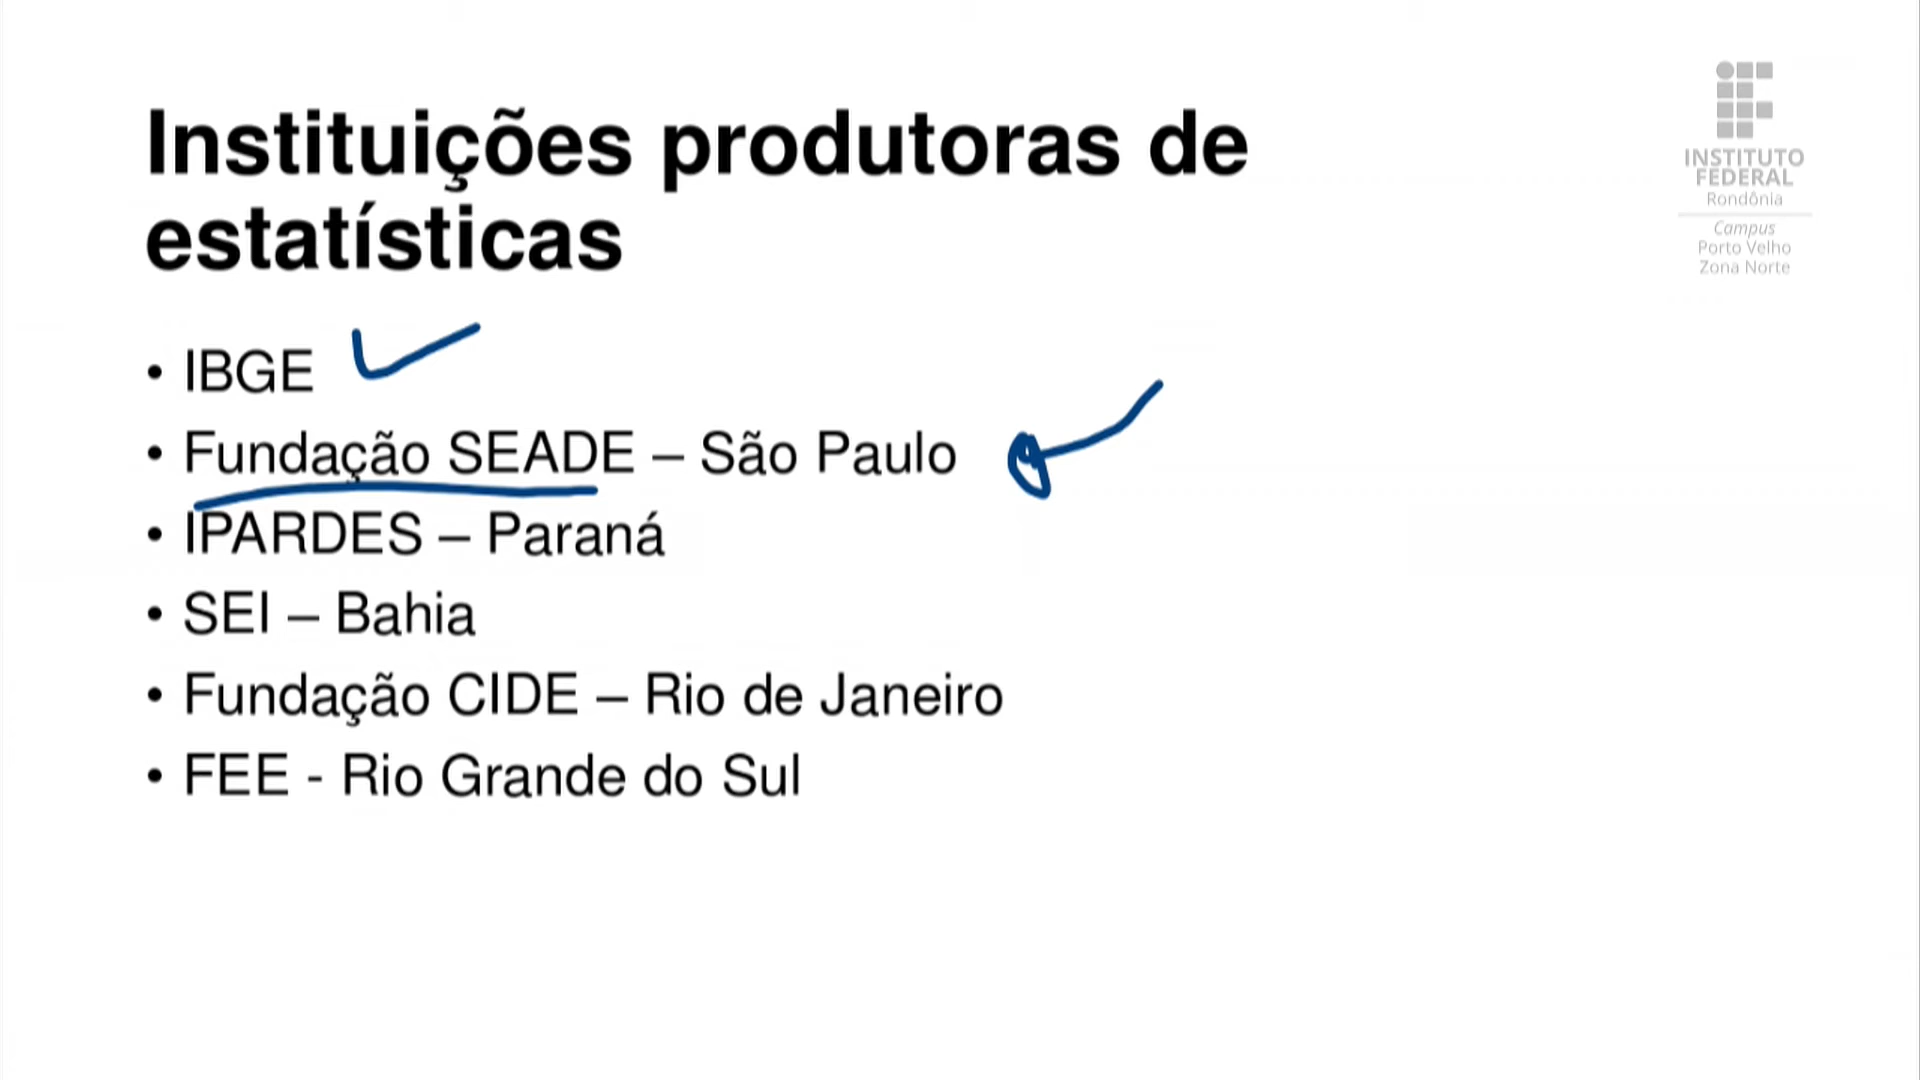 Instituições produtoras de
estatísticas
INSTITUTO
FEDERAL
Rondônia
Campus
Porto Velho
Zona Norte
• IBGE
• Fundação SEADE – São Paulo
• IPARDES – Paraná
• SEI – Bahia
• Fundação CIDE – Rio de Janeiro
• FEE - Rio Grande do Sul